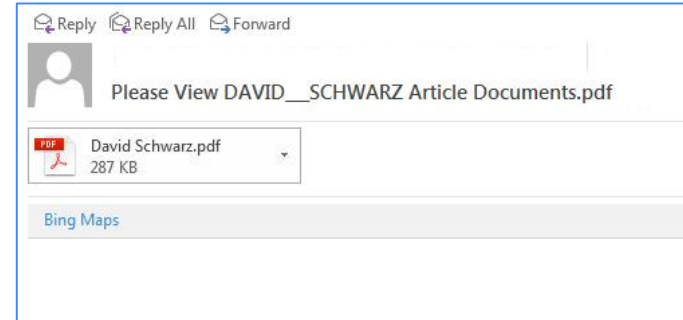 Reply Reply All Forward
Please View DAVID__SCHWARZ Article Documents.pdf
PDF
David Schwarz.pdf
287 KB
Bing Maps